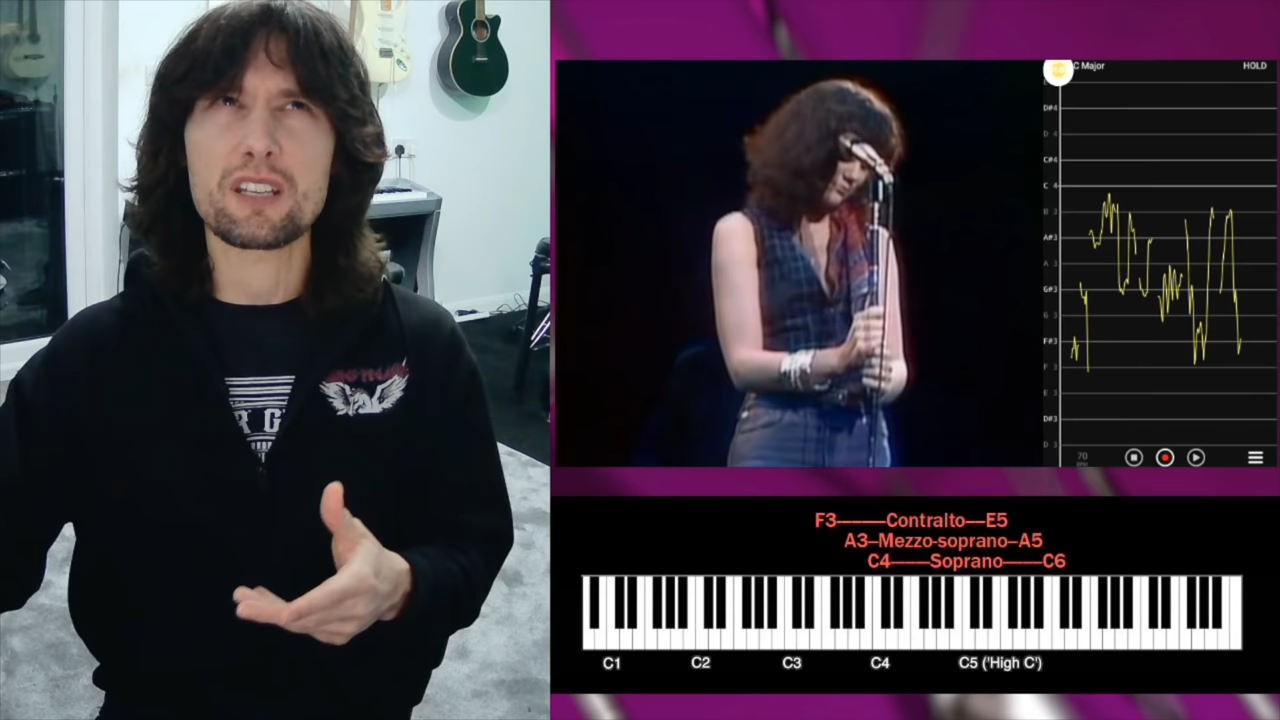 R G
C Major
HOLD
D#4
D 4
C#4
C 4
B 3
A#3
A 3
G#3
G 3
F#3
F 3
E 3
D#3
D 3
70
F3-------Contralto---E5
A3--Mezzo-soprano--A5
C4------Soprano------C6
C1
C2
C3
C4
C5 ('High C')